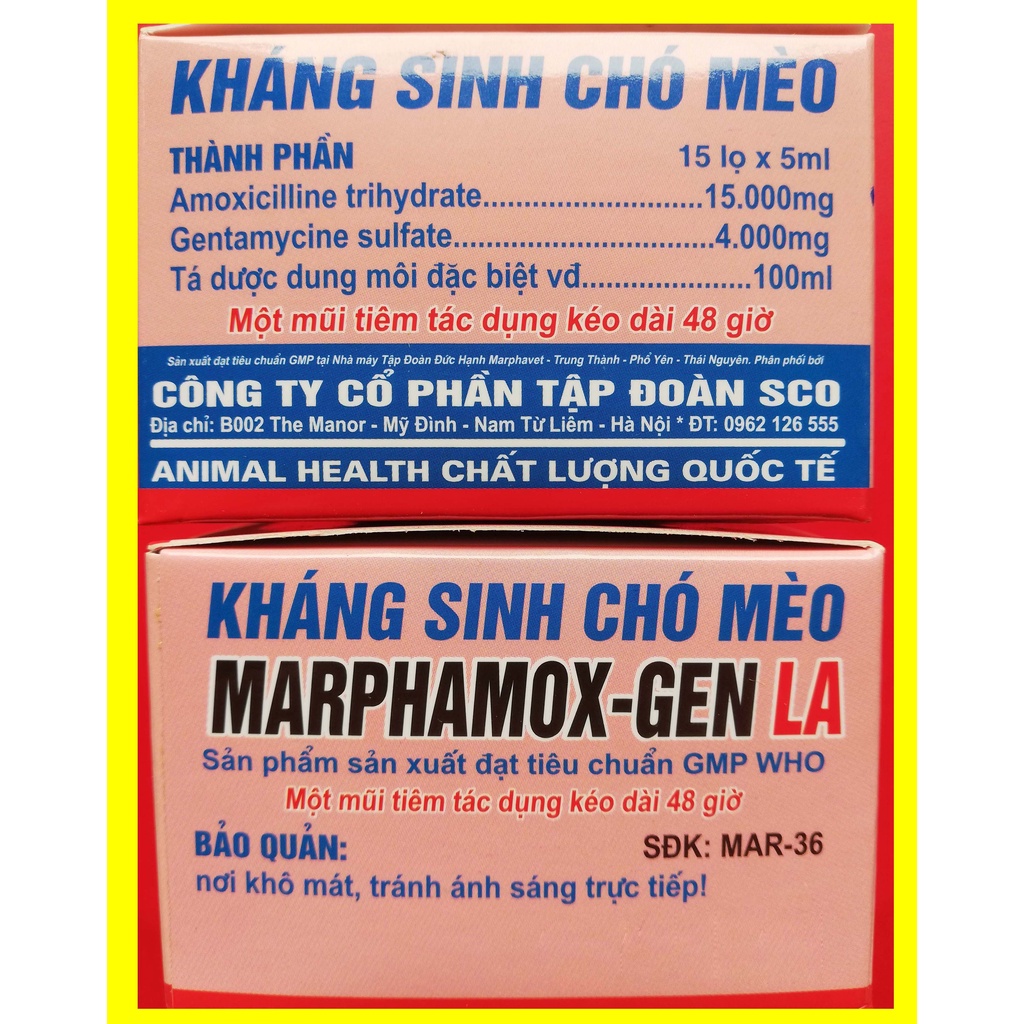 KHÁNG SINH CHÓ MÈO
THÀNH PHẦN 15 lọ x 5ml
Amoxicilline trihydrate...........................15.000mg
Gentamycine sulfate................................4.000mg
Tá dược dung môi đặc biệt vđ.....................100ml
Một mũi tiêm tác dụng kéo dài 48 giờ
Sản xuất đạt tiêu chuẩn GMP tại Nhà máy Tập Đoàn Đức Hạnh Marphavet - Trung Thành - Phổ Yên - Thái Nguyên. Phân phối bởi
CÔNG TY CỔ PHẦN TẬP ĐOÀN SCO
Địa chỉ: B002 The Manor - Mỹ Đình - Nam Từ Liêm - Hà Nội * ĐT: 0962 126 555
ANIMAL HEALTH CHẤT LƯỢNG QUỐC TẾ
KHÁNG SINH CHÓ MÈO
MARPHAMOX-GEN LA
Sản phẩm sản xuất đạt tiêu chuẩn GMP WHO
Một mũi tiêm tác dụng kéo dài 48 giờ
BẢO QUẢN: SĐK: MAR-36
nơi khô mát, tránh ánh sáng trực tiếp!